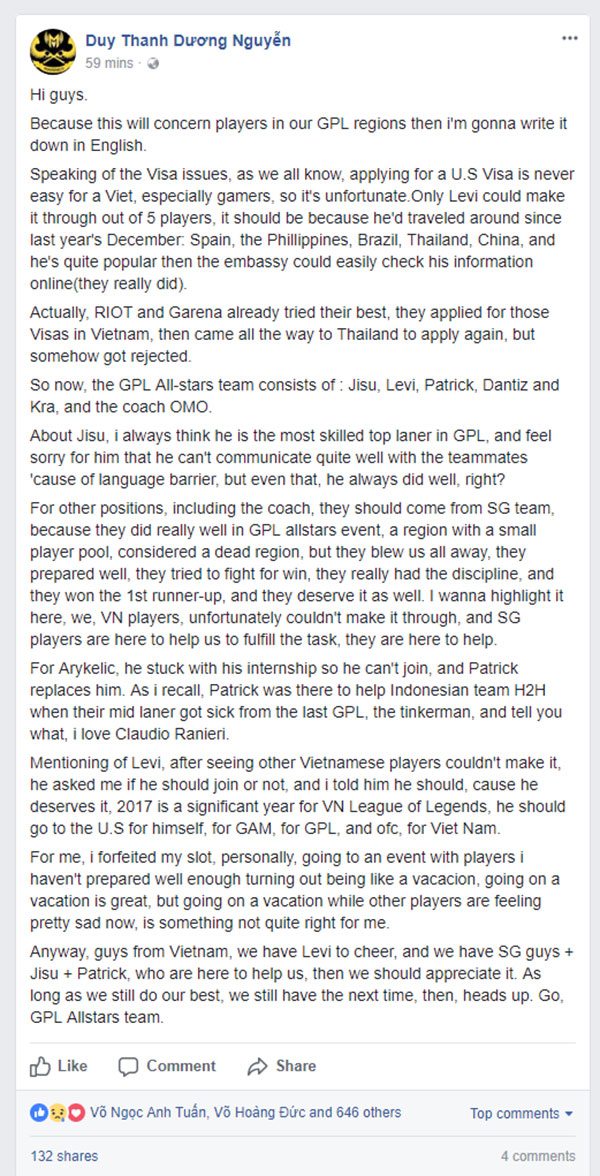 Duy Thanh Dương Nguyễn
59 mins ·
Hi guys.
Because this will concern players in our GPL regions then i'm gonna write it
down in English.
Speaking of the Visa issues, as we all know, applying for a U.S Visa is never
easy for a Viet, especially gamers, so it's unfortunate.Only Levi could make
it through out of 5 players, it should be because he'd traveled around since
last year's December: Spain, the Phillippines, Brazil, Thailand, China, and
he's quite popular then the embassy could easily check his information
online(they really did).
Actually, RIOT and Garena already tried their best, they applied for those
Visas in Vietnam, then came all the way to Thailand to apply again, but
somehow got rejected.
So now, the GPL All-stars team consists of : Jisu, Levi, Patrick, Dantiz and
Kra, and the coach OMO.
About Jisu, i always think he is the most skilled top laner in GPL, and feel
sorry for him that he can't communicate quite well with the teammates
'cause of language barrier, but even that, he always did well, right?
For other positions, including the coach, they should come from SG team,
because they did really well in GPL allstars event, a region with a small
player pool, considered a dead region, but they blew us all away, they
prepared well, they tried to fight for win, they really had the discipline, and
they won the 1st runner-up, and they deserve it as well. I wanna highlight it
here, we, VN players, unfortunately couldn't make it through, and SG
players are here to help us to fulfill the task, they are here to help.
For Arykelic, he stuck with his internship so he can't join, and Patrick
replaces him. As i recall, Patrick was there to help Indonesian team H2H
when their mid laner got sick from the last GPL, the tinkerman, and tell you
what, i love Claudio Ranieri.
Mentioning of Levi, after seeing other Vietnamese players couldn't make it,
he asked me if he should join or not, and i told him he should, cause he
deserves it, 2017 is a significant year for VN League of Legends, he should
go to the U.S for himself, for GAM, for GPL, and ofc, for Viet Nam.
For me, i forfeited my slot, personally, going to an event with players i
haven't prepared well enough turning out being like a vacacion, going on a
vacation is great, but going on a vacation while other players are feeling
pretty sad now, is something not quite right for me.
Anyway, guys from Vietnam, we have Levi to cheer, and we have SG guys +
Jisu + Patrick, who are here to help us, then we should appreciate it. As
long as we still do our best, we still have the next time, then, heads up. Go,
GPL Allstars team.
Like Comment Share
Võ Ngọc Anh Tuấn, Võ Hoảng Đức and 646 others Top comments
132 shares 4 comments